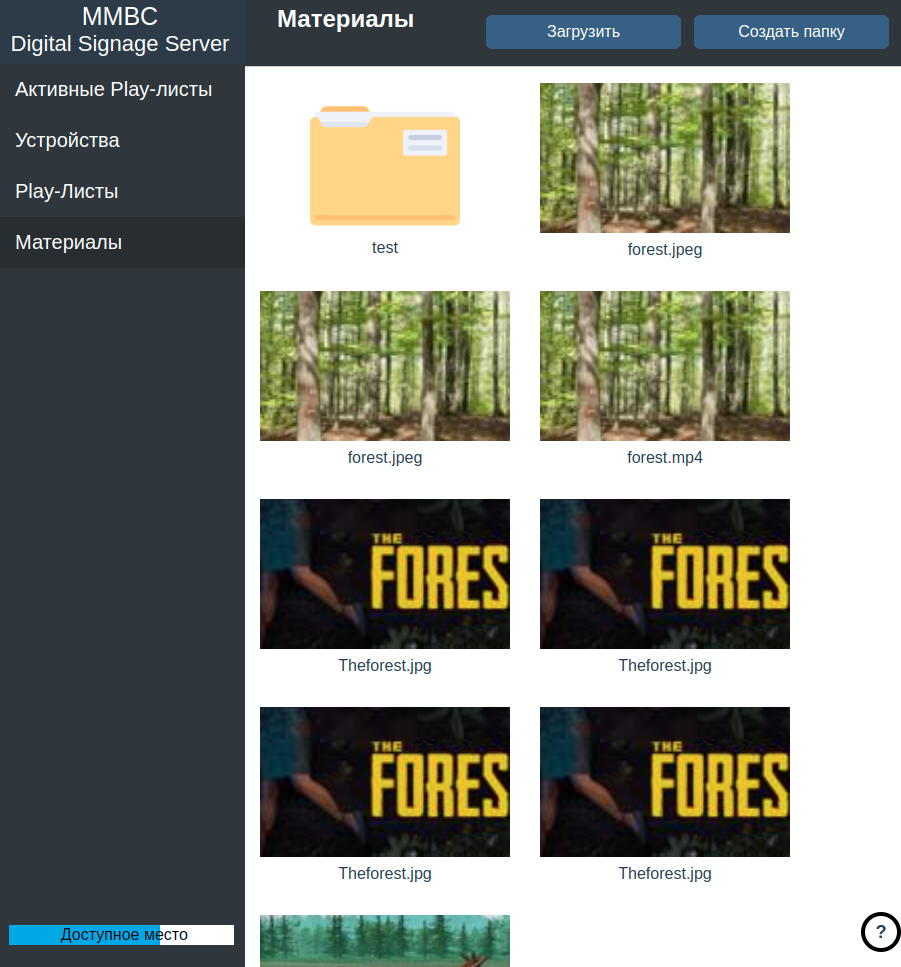 MMBC
Digital Signage Server
Материалы
Загрузить
Создать папку
Активные Play-листы
Устройства
Play-Листы
Материалы
test
forest.jpeg
forest.jpeg
forest.mp4
THE
FORES
THE
FORES
Theforest.jpg
Theforest.jpg
THE
FORES
THE
FORES
Theforest.jpg
Theforest.jpg
Доступное место
?